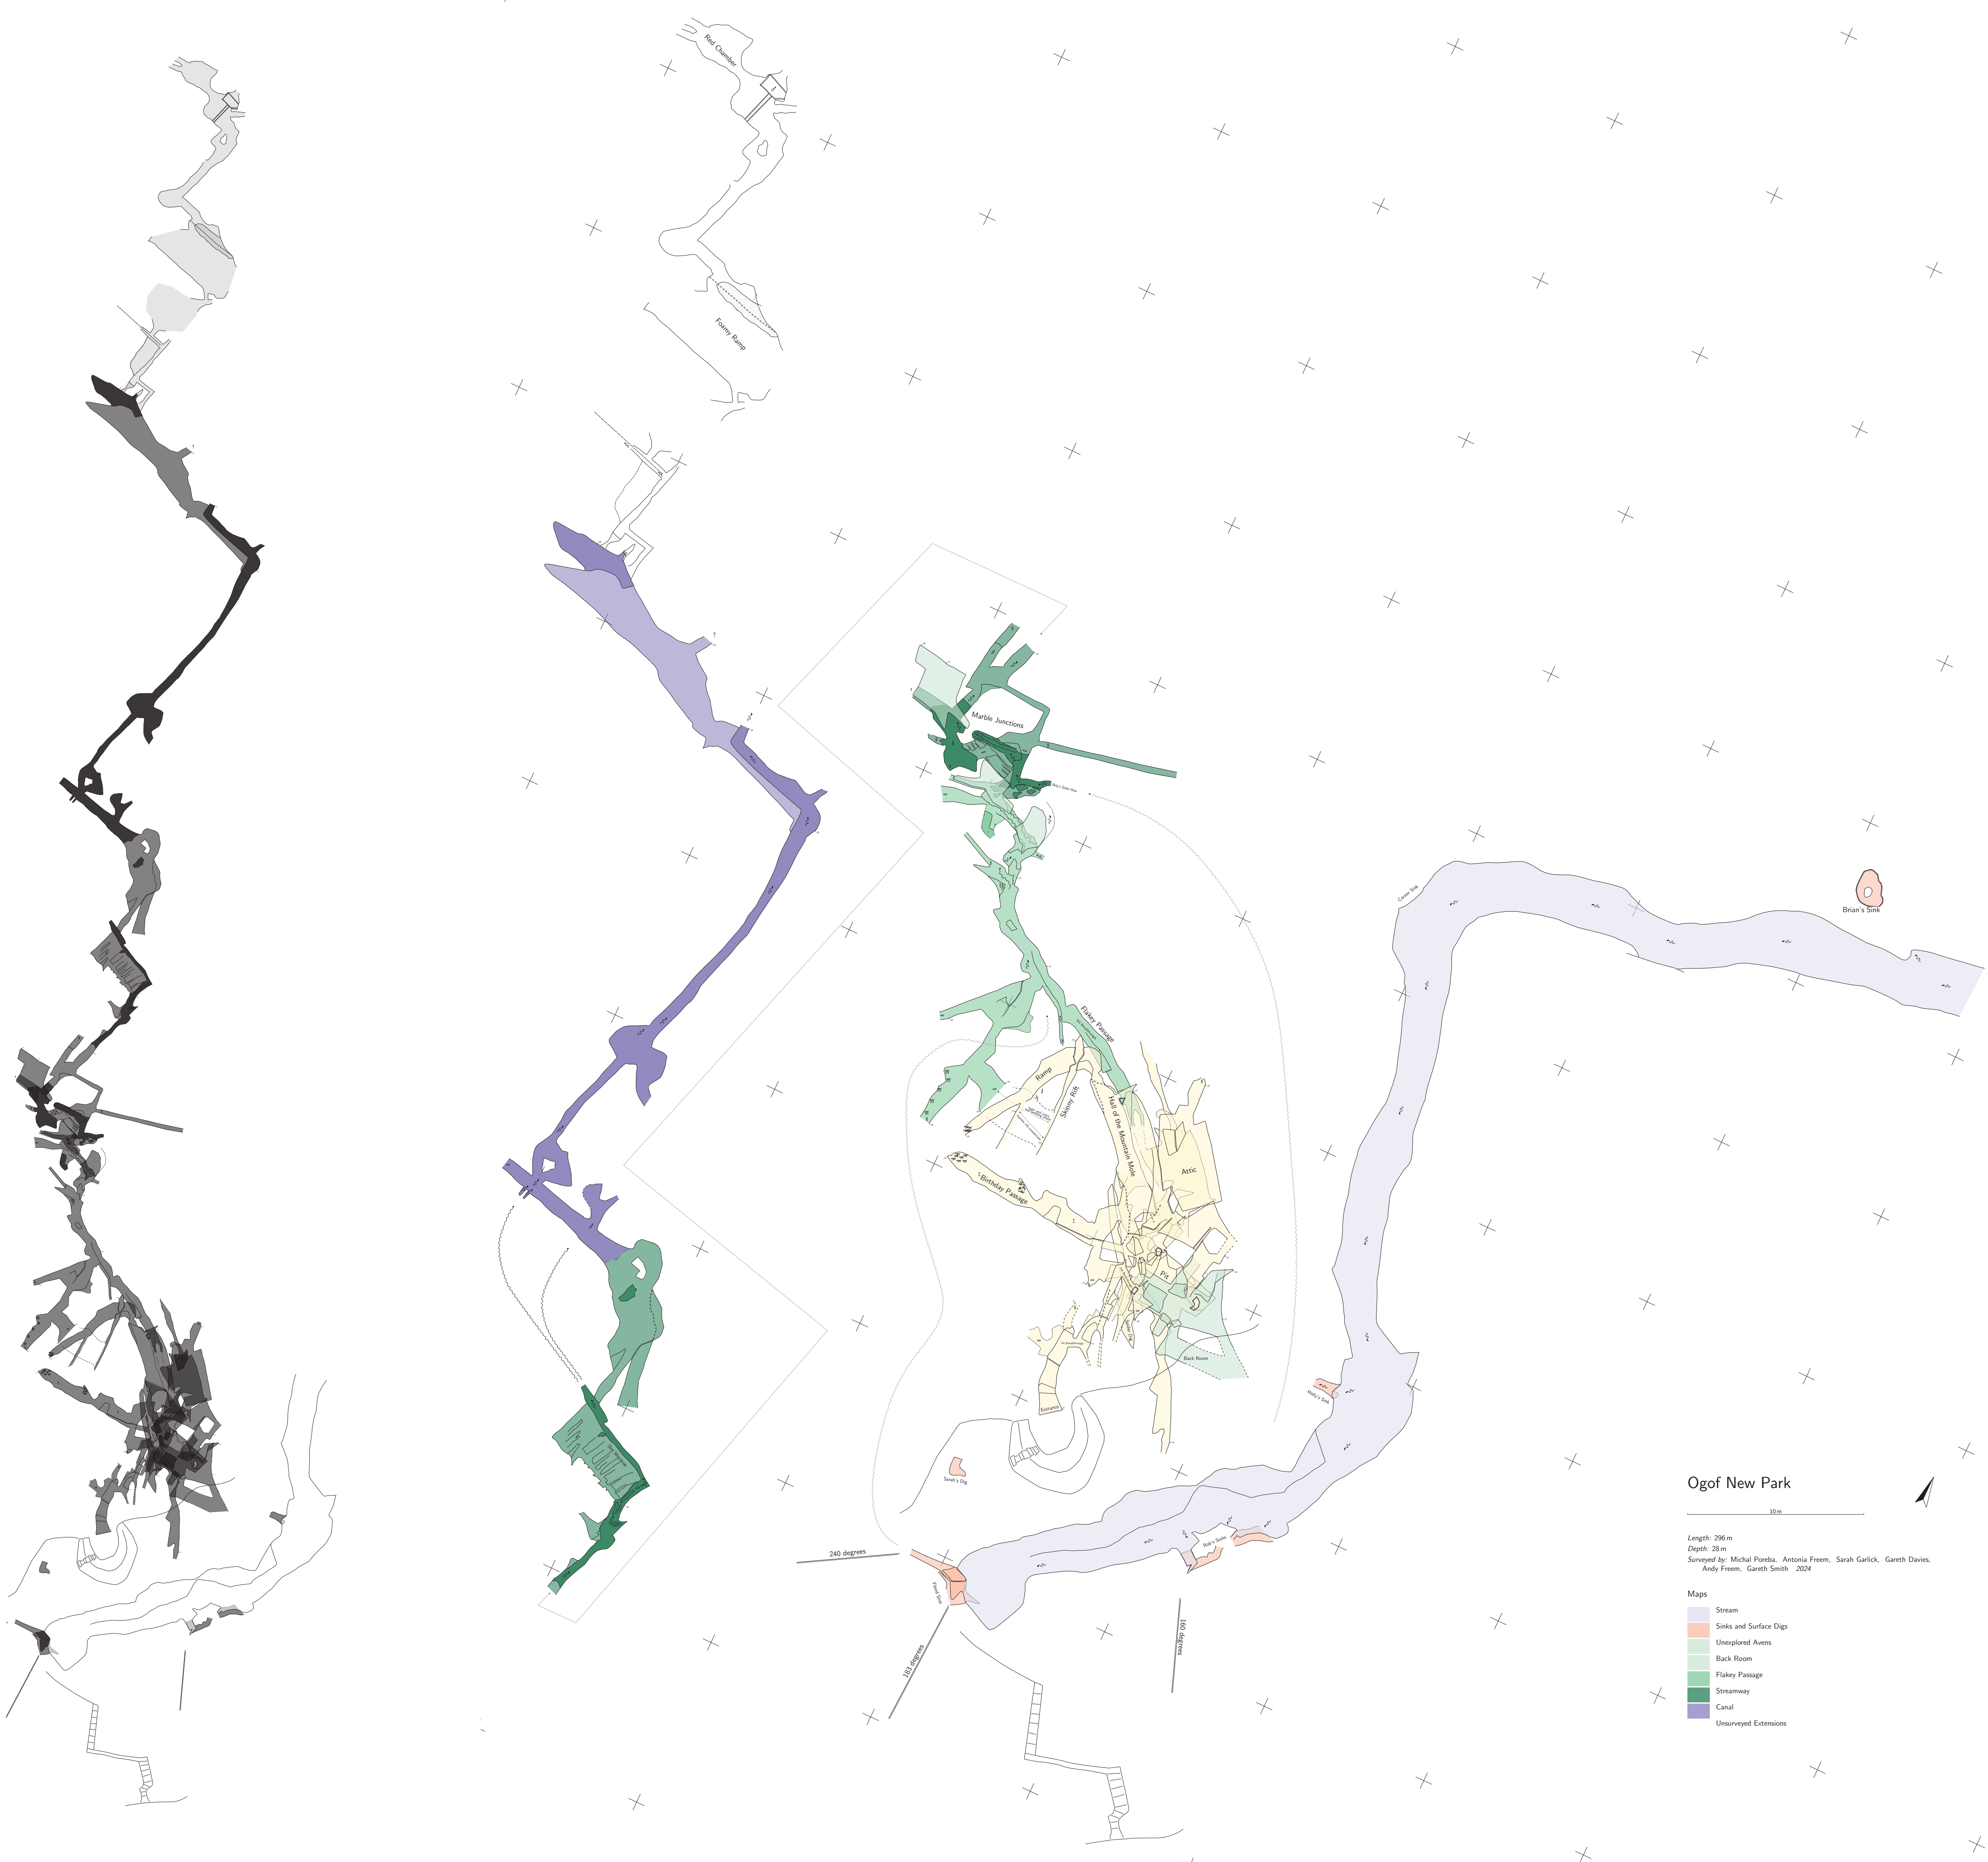 Red Chamber
Foamy Ramp
Marble Junctions
Flakey Passage
Ramp
Skinny Rift
Hall of the Mountain Mole
Birthday Passage
Attic
Pit
Back Room
Entrance
Sarah's Dig
240 degrees
183 degrees
160 degrees
Flood Sink
Rob's Sinks
Holly's Sink
Corner Sink
Brian's Sink
Ogof New Park
10 m
Length: 296 m
Depth: 28 m
Surveyed by: Michal Poreba, Antonia Freem, Sarah Garlick, Gareth Davies,
Andy Freem, Gareth Smith 2024
Maps
Stream
Sinks and Surface Digs
Unexplored Avens
Back Room
Flakey Passage
Streamway
Canal
Unsurveyed Extensions